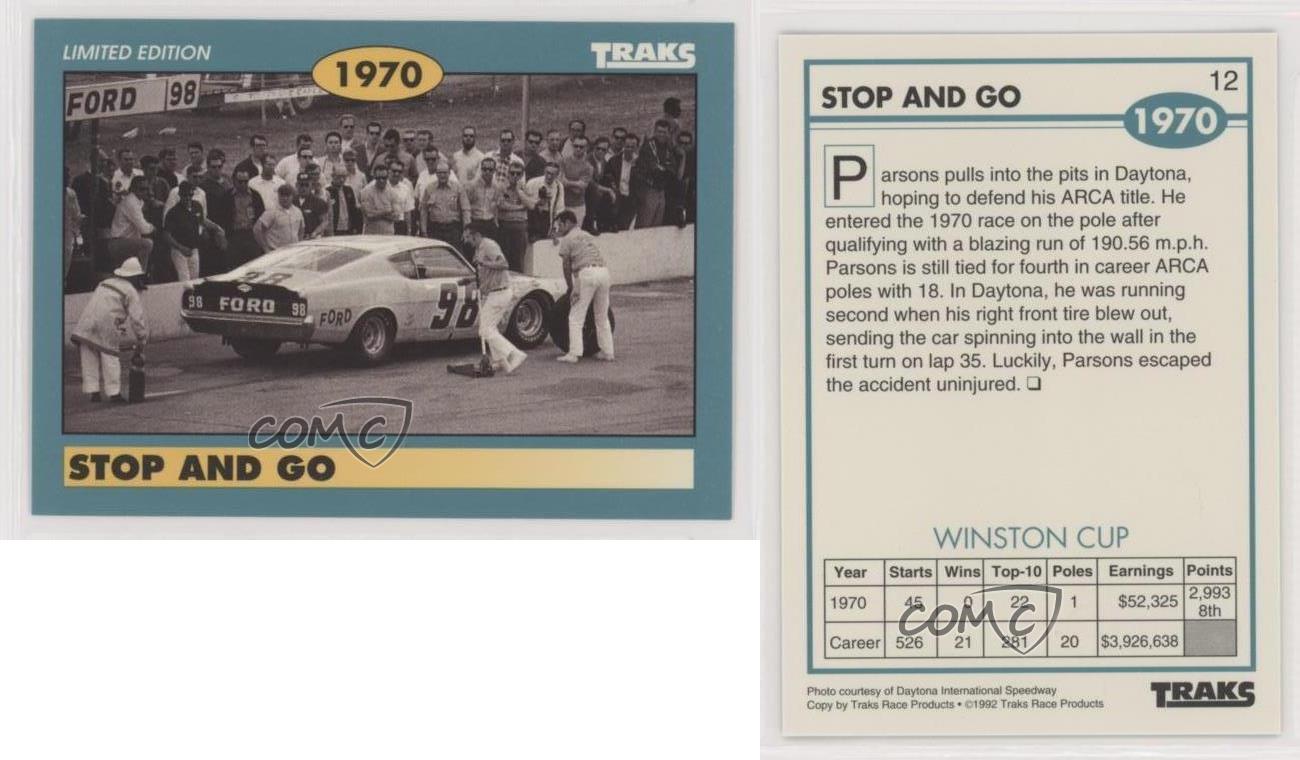 LIMITED EDITION
TRAKS
1970
FORD 98
98 FORD 98
FORD
98
COMC
STOP AND GO
12
STOP AND GO
1970
Parsons pulls into the pits in Daytona,
hoping to defend his ARCA title. He
entered the 1970 race on the pole after
qualifying with a blazing run of 190.56 m.p.h.
Parsons is still tied for fourth in career ARCA
poles with 18. In Daytona, he was running
second when his right front tire blew out,
sending the car spinning into the wall in the
first turn on lap 35. Luckily, Parsons escaped
the accident uninjured. ❑
WINSTON CUP
Year Starts Wins Top-10 Poles Earnings Points
1970 45 0 22 1 $52,325 2,993
8th
COMC
Career 526 21 281 20 $3,926,638
Photo courtesy of Daytona International Speedway
Copy by Traks Race Products • ©1992 Traks Race Products
TRAKS